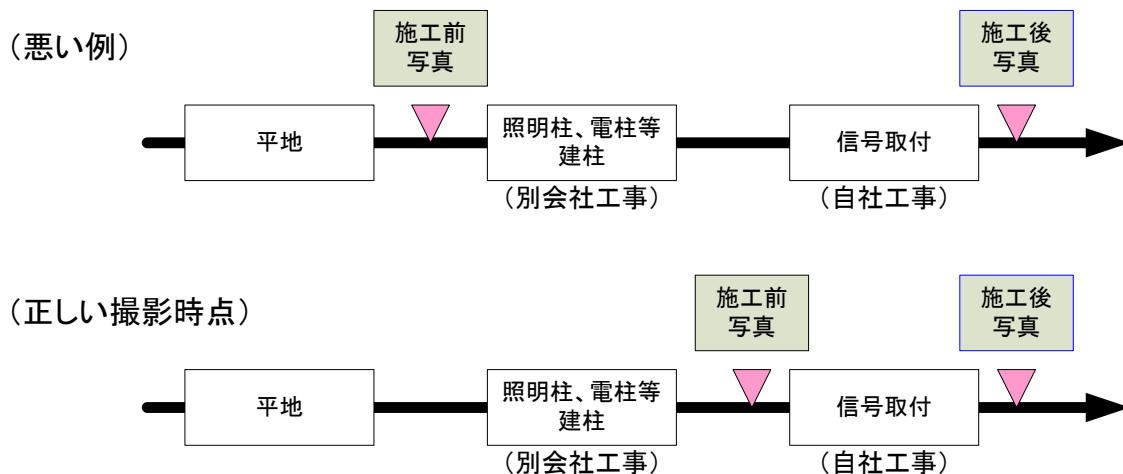 (悪い例)
施工前
写真
施工後
写真
平地
照明柱、電柱等
建柱
信号取付
(別会社工事)
(自社工事)
(正しい撮影時点)
施工前
写真
施工後
写真
平地
照明柱、電柱等
建柱
信号取付
(別会社工事)
(自社工事)